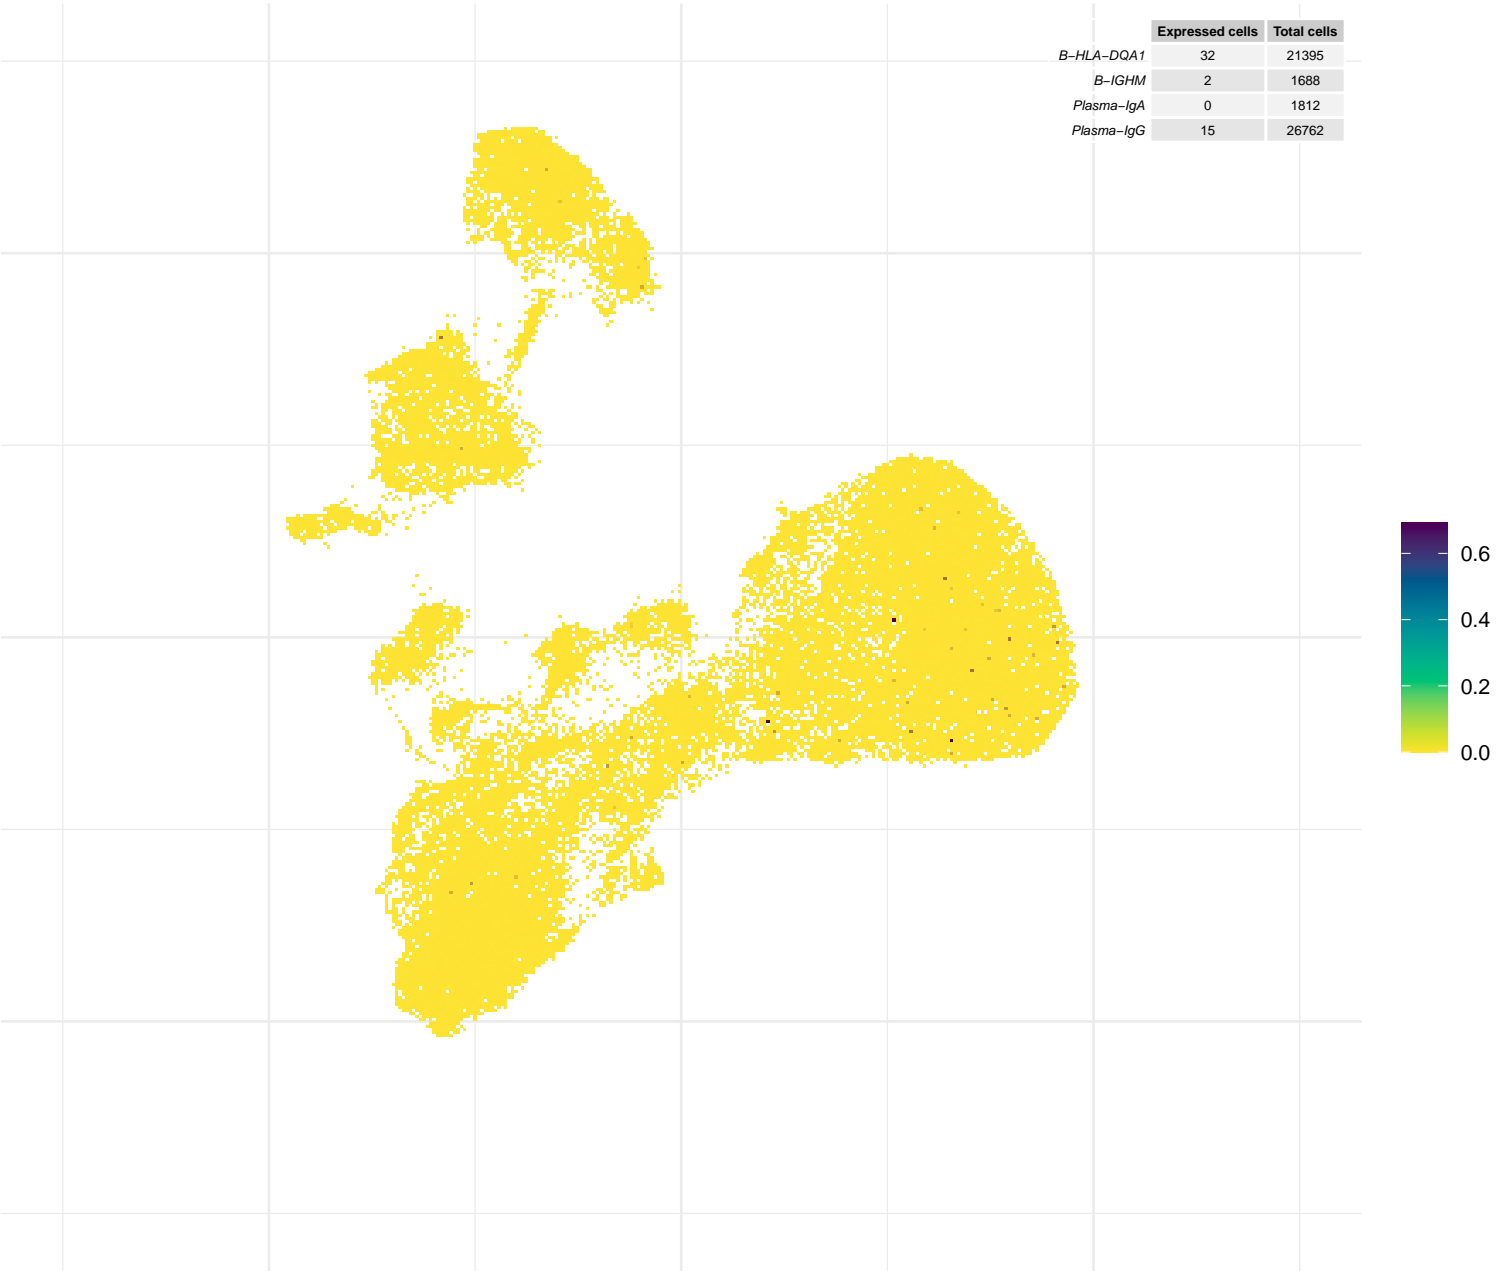 Expressed cells Total cells
B−HLA−DQA1 32 21395
B−IGHM 2 1688
Plasma−IgA 0 1812
Plasma−IgG 15 26762
0.6
0.4
0.2
0.0